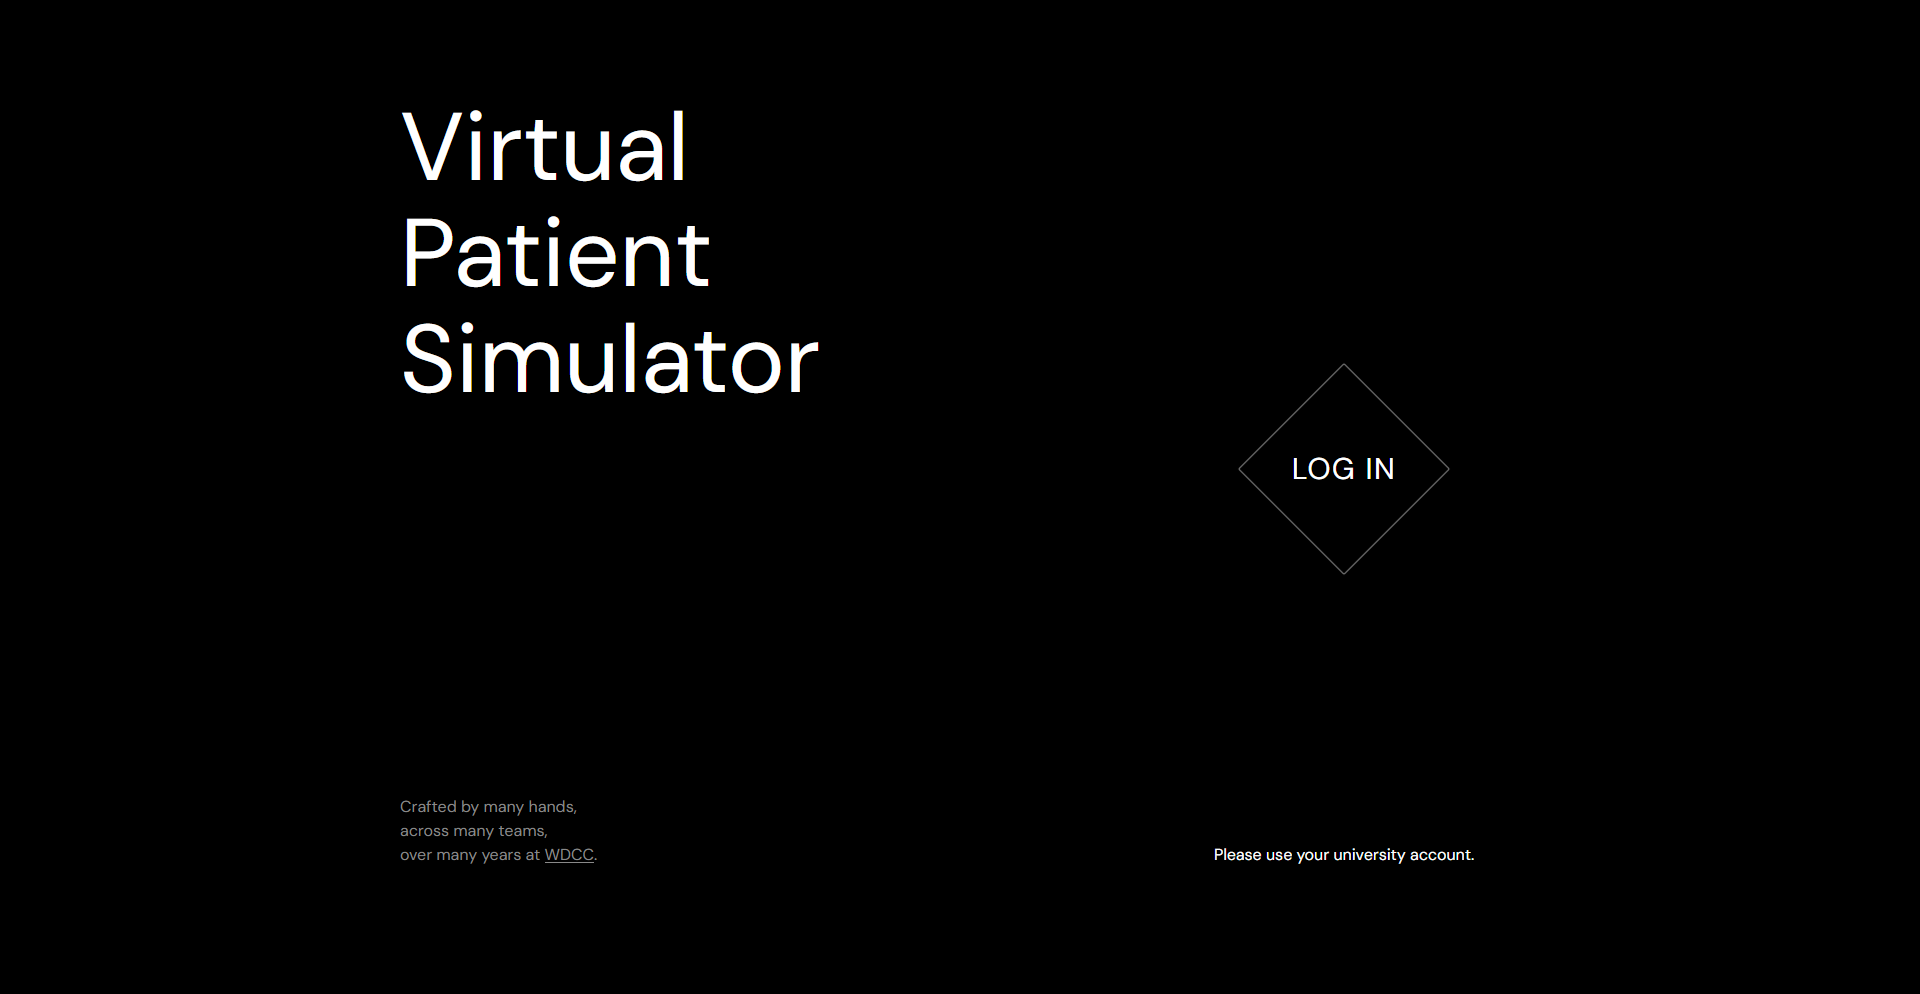 Virtual
Patient
Simulator
LOG IN
Crafted by many hands,
across many teams,
over many years at WDCC.
Please use your university account.